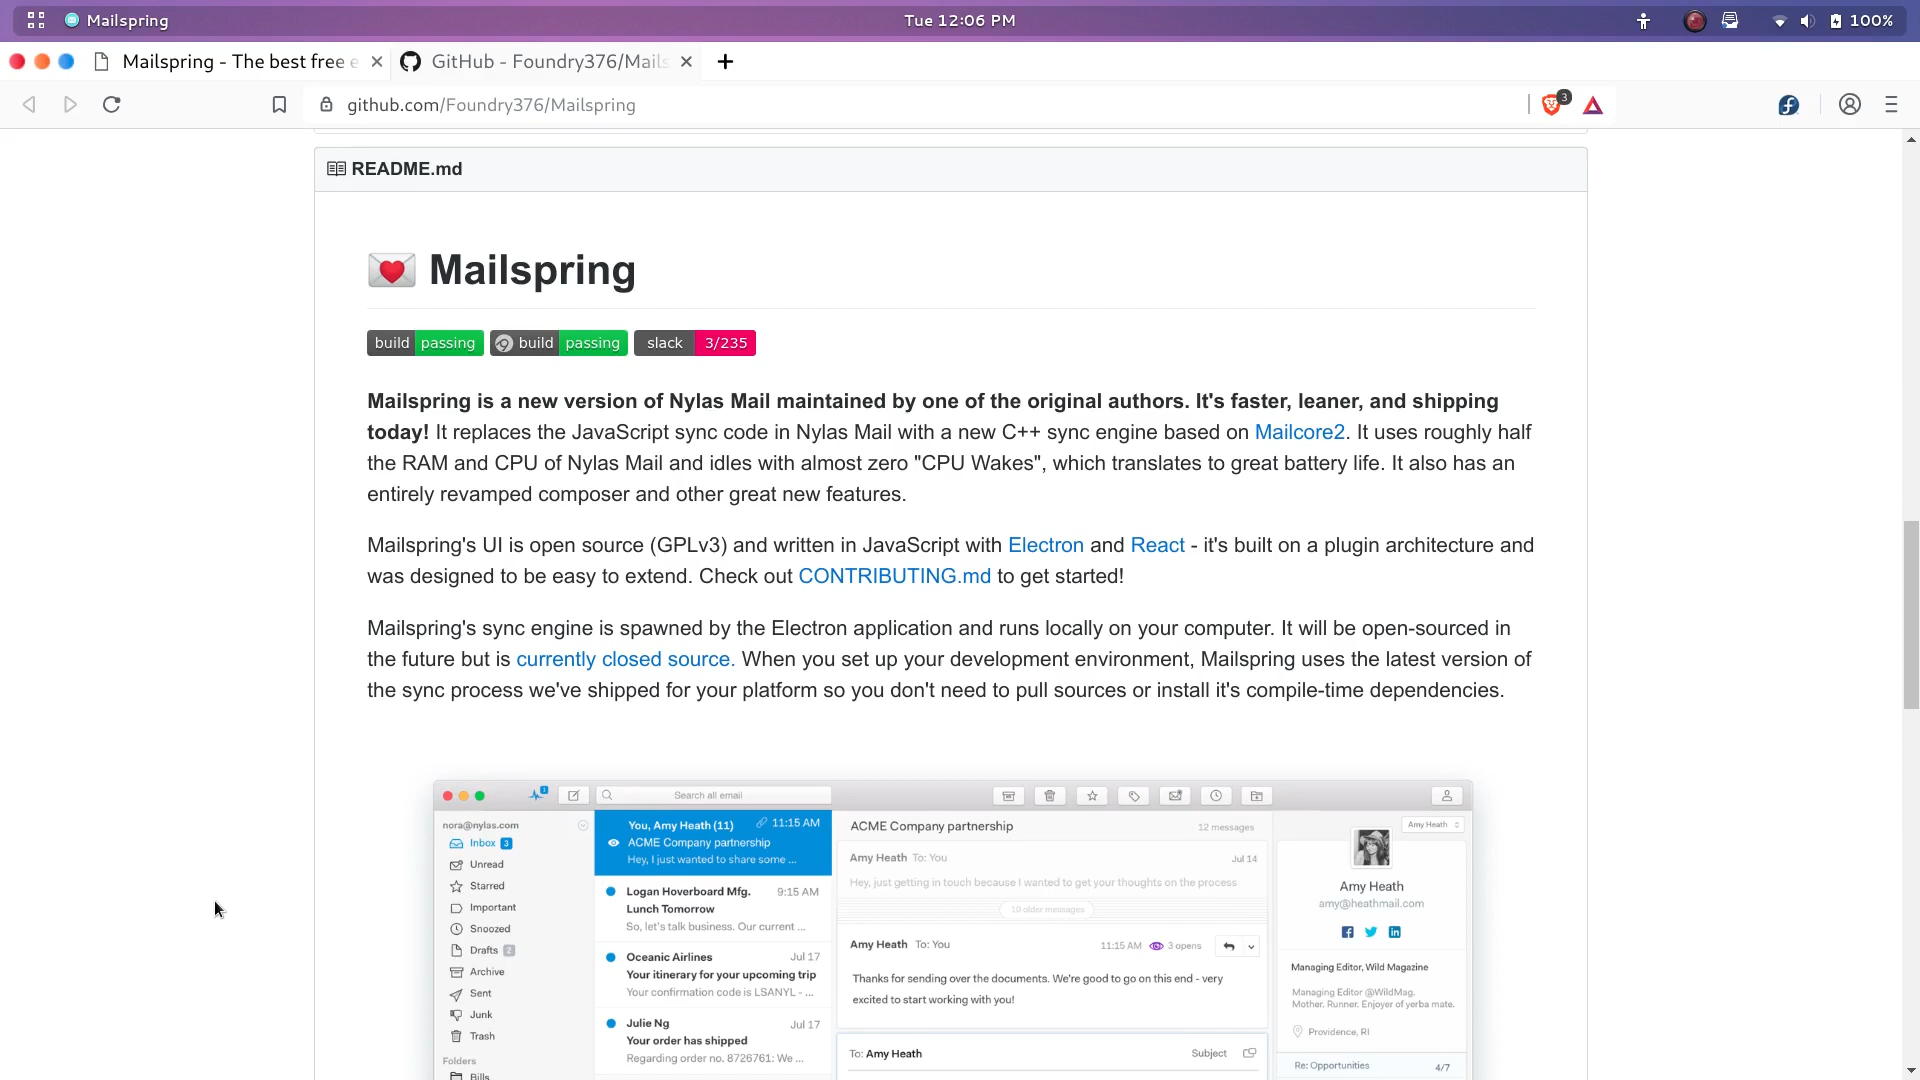 Mailspring
Tue 12:06 PM
100%
Mailspring - The best free e
GitHub - Foundry376/Mails
github.com/Foundry376/Mailspring
3
README.md
Mailspring
build passing build passing slack 3/235
Mailspring is a new version of Nylas Mail maintained by one of the original authors. It's faster, leaner, and shipping
today! It replaces the JavaScript sync code in Nylas Mail with a new C++ sync engine based on Mailcore2. It uses roughly half
the RAM and CPU of Nylas Mail and idles with almost zero "CPU Wakes", which translates to great battery life. It also has an
entirely revamped composer and other great new features.
Mailspring's UI is open source (GPLv3) and written in JavaScript with Electron and React - it's built on a plugin architecture and
was designed to be easy to extend. Check out CONTRIBUTING.md to get started!
Mailspring's sync engine is spawned by the Electron application and runs locally on your computer. It will be open-sourced in
the future but is currently closed source. When you set up your development environment, Mailspring uses the latest version of
the sync process we've shipped for your platform so you don't need to pull sources or install it's compile-time dependencies.
Search all email
nora@nylas.com
Inbox 3
Unread
Starred
Important
Snoozed
Drafts 2
Archive
Sent
Junk
Trash
Folders
Bills
You, Amy Heath (11) 11:15 AM
ACME Company partnership
Hey, I just wanted to share some ...
Logan Hoverboard Mfg. 9:15 AM
Lunch Tomorrow
So, let's talk business. Our current ...
Oceanic Airlines Jul 17
Your itinerary for your upcoming trip
Your confirmation code is LSANYL - ...
Julie Ng Jul 17
Your order has shipped
Regarding order no. 8726761: We ...
ACME Company partnership 12 messages
Amy Heath To: You Jul 14
Hey, just getting in touch because I wanted to get your thoughts on the process
10 older messages
Amy Heath To: You 11:15 AM 3 opens
Thanks for sending over the documents. We're good to go on this end - very
excited to start working with you!
To: Amy Heath Subject
Amy Heath
Amy Heath
amy@heathmail.com
Managing Editor, Wild Magazine
Managing Editor @WildMag.
Mother. Runner. Enjoyer of yerba mate.
Providence, RI
Re: Opportunities 4/7